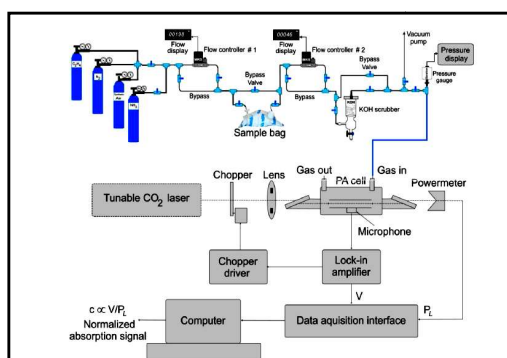 00138
00046
Flow
display
Flow controller # 1
Flow
display
Flow controller # 2
Vacuum
pump
Pressure
display
Bypass
Valve
Pressure
gauge
Bypass
Valve
Bypass
Bypass
KOH
KOH scrubber
Sample bag
Chopper
Lens
Gas out
Gas in
PA cell
Powermeter
Tunable CO2 laser
Microphone
Chopper
driver
Lock-in
amplifier
c ∝ V/PL
V
PL
Normalized
absorption signal
Computer
Data aquisition interface